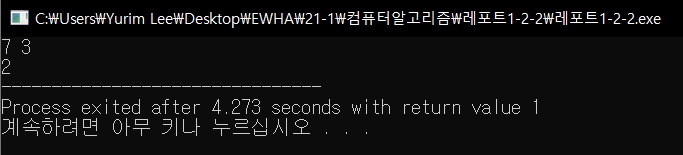 C:₩Users₩Yurim Lee₩Desktop₩EWHA₩21-1₩컴퓨터알고리즘₩레포트1-2-2₩레포트1-2-2.exe
7 3
2
--------------------------------
Process exited after 4.273 seconds with return value 1
계속하려면 아무 키나 누르십시오 . . .